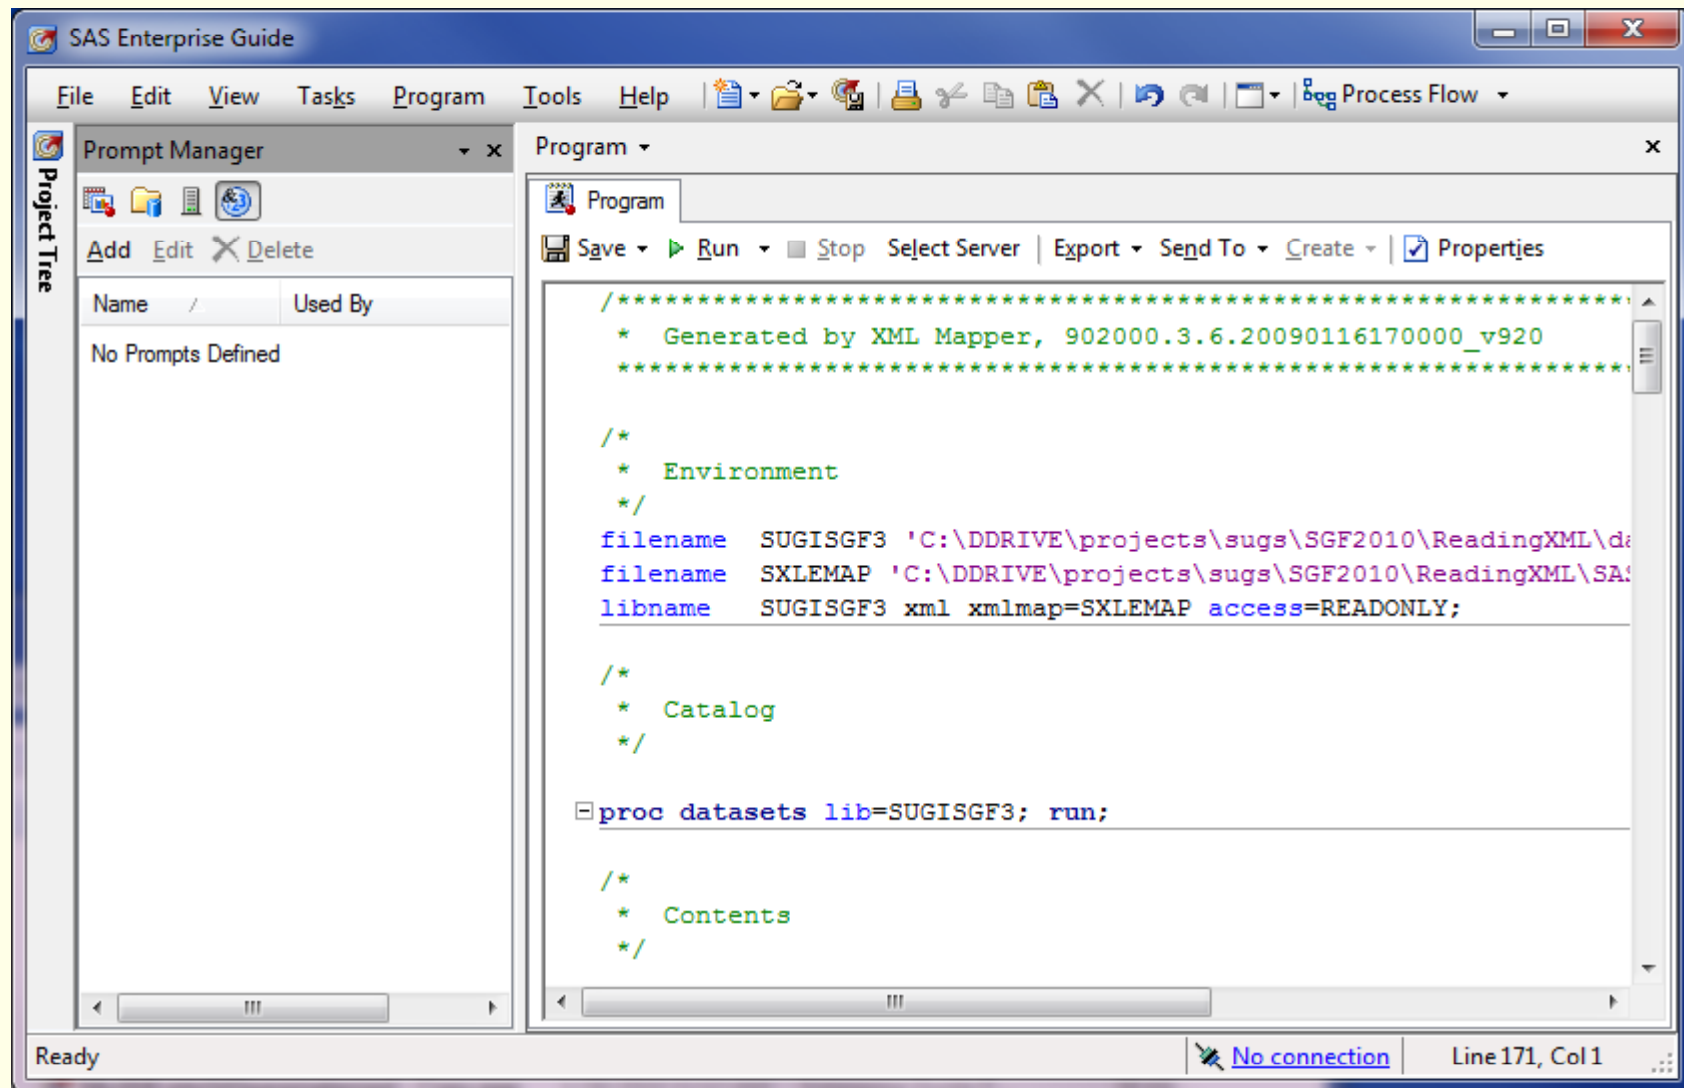 SAS Enterprise Guide
File Edit View Tasks Program Tools Help Process Flow
Project Tree
Prompt Manager
Add Edit Delete
Name Used By
No Prompts Defined
Program
Program
Save Run Stop Select Server Export Send To Create Properties
/****************************************************************
*  Generated by XML Mapper, 902000.3.6.20090116170000_v920
****************************************************************
/*
*  Environment
*/
filename  SUGISGF3 'C:\DDRIVE\projects\sugs\SGF2010\ReadingXML\da
filename  SXLEMAP 'C:\DDRIVE\projects\sugs\SGF2010\ReadingXML\SAS
libname   SUGISGF3 xml xmlmap=SXLEMAP access=READONLY;
/*
*  Catalog
*/
proc datasets lib=SUGISGF3; run;
/*
*  Contents
*/
Ready
No connection
Line 171, Col 1